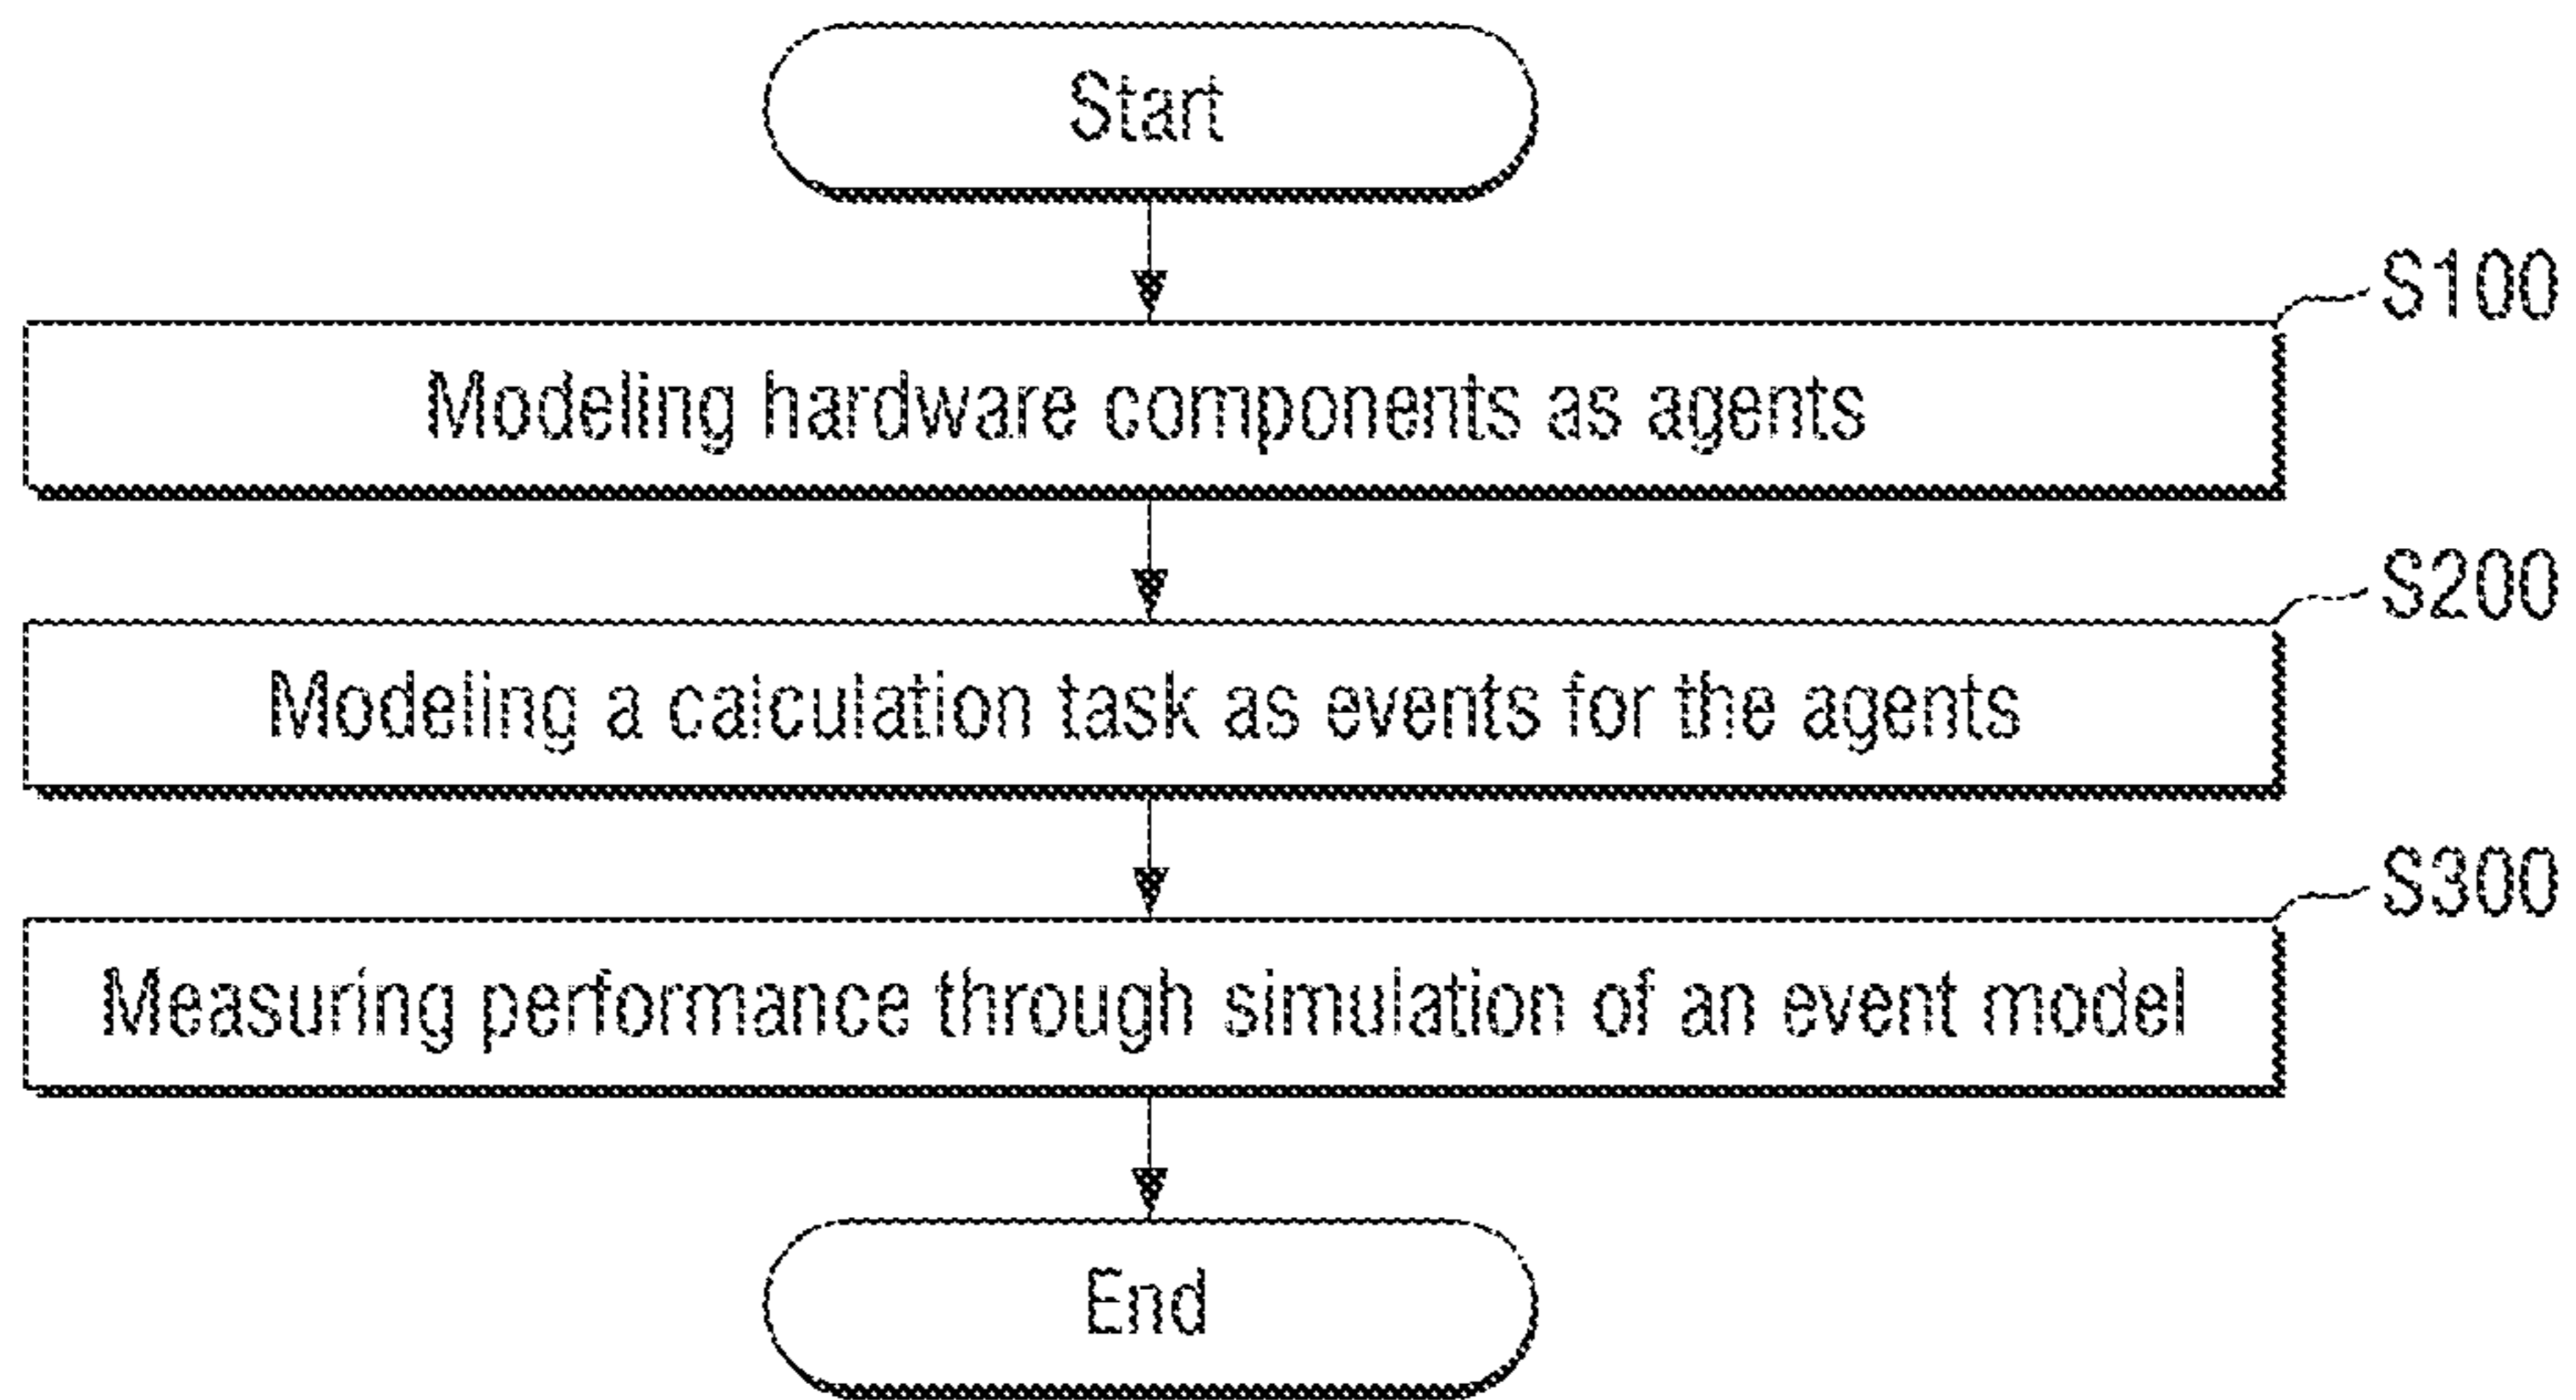 Start
S100
Modeling hardware components as agents
S200
Modeling a calculation task as events for the agents
S300
Measuring performance through simulation of an event model
End